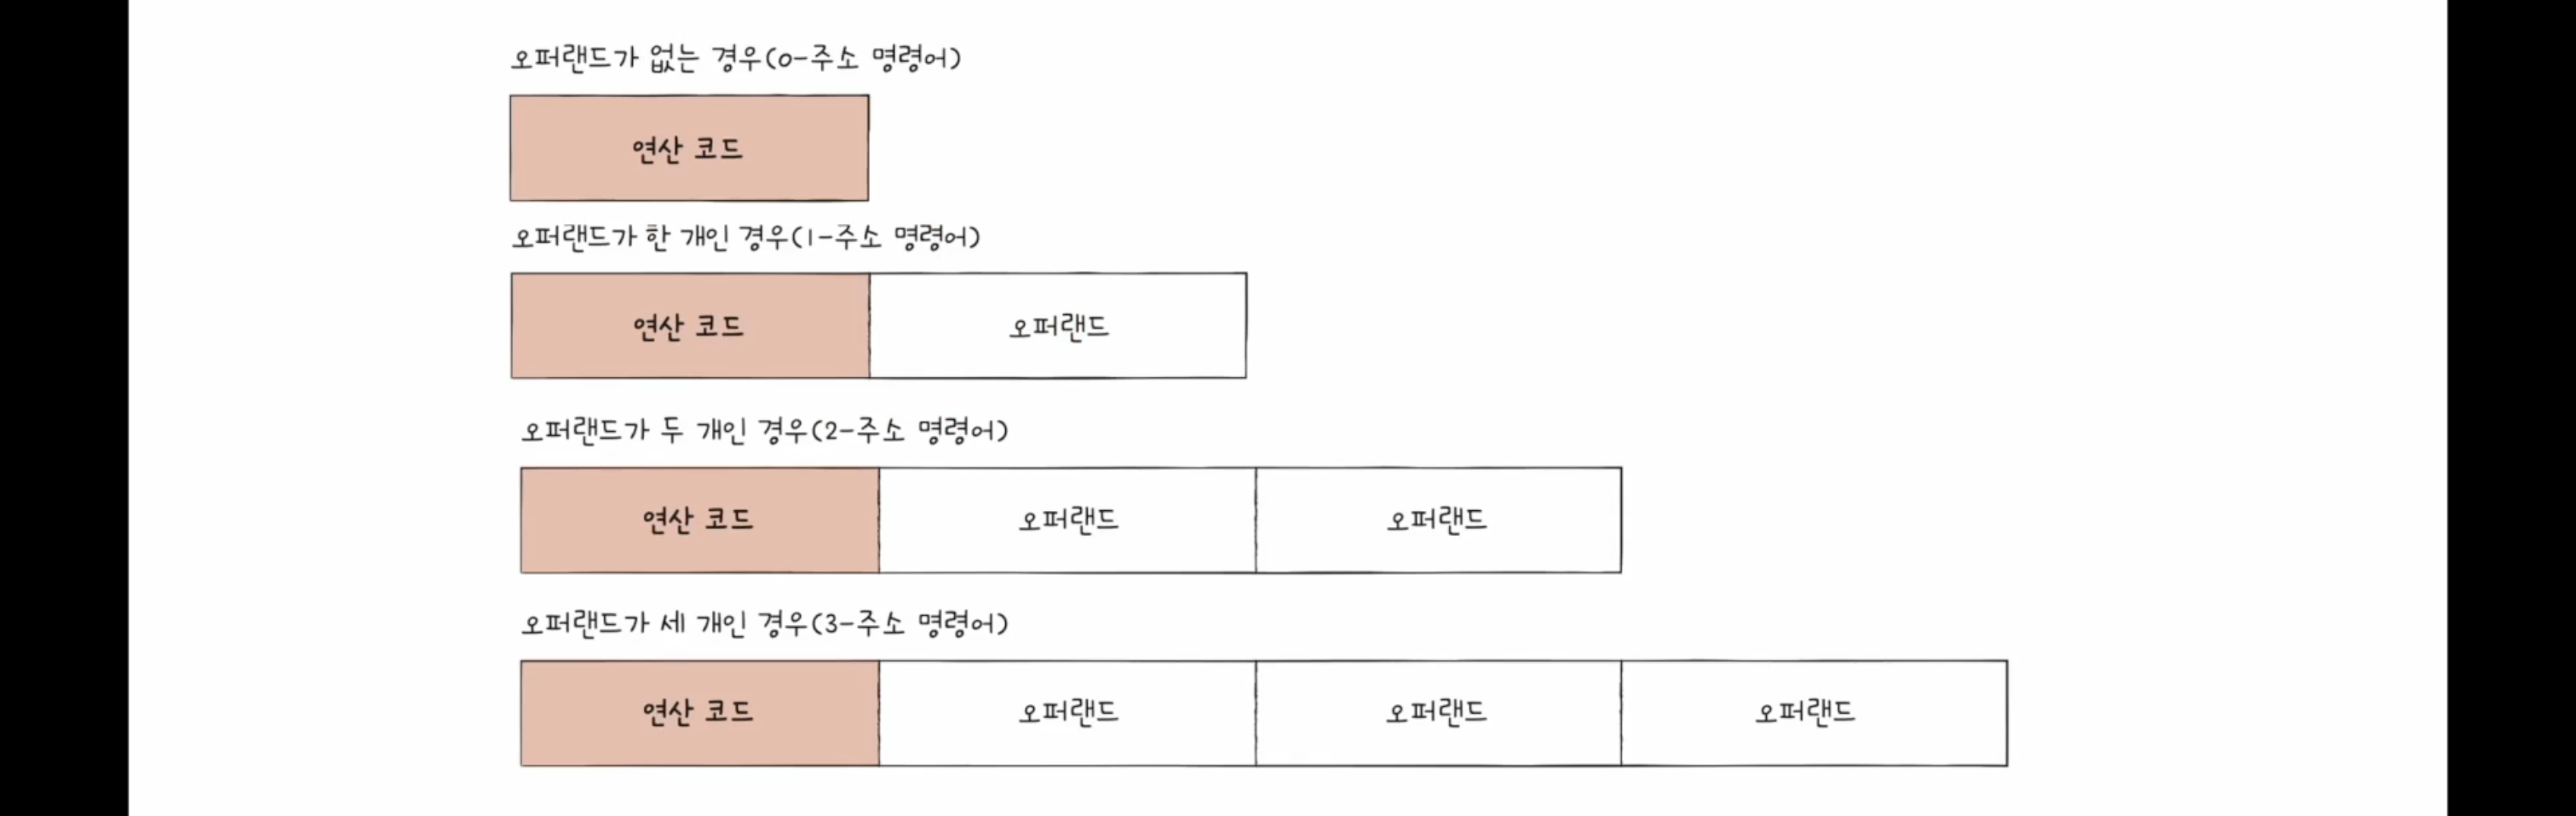 오퍼랜드가 없는 경우(0-주소 명령어)
연산 코드
오퍼랜드가 한 개인 경우(1-주소 명령어)
연산 코드 오퍼랜드
오퍼랜드가 두 개인 경우(2-주소 명령어)
연산 코드 오퍼랜드 오퍼랜드
오퍼랜드가 세 개인 경우(3-주소 명령어)
연산 코드 오퍼랜드 오퍼랜드 오퍼랜드